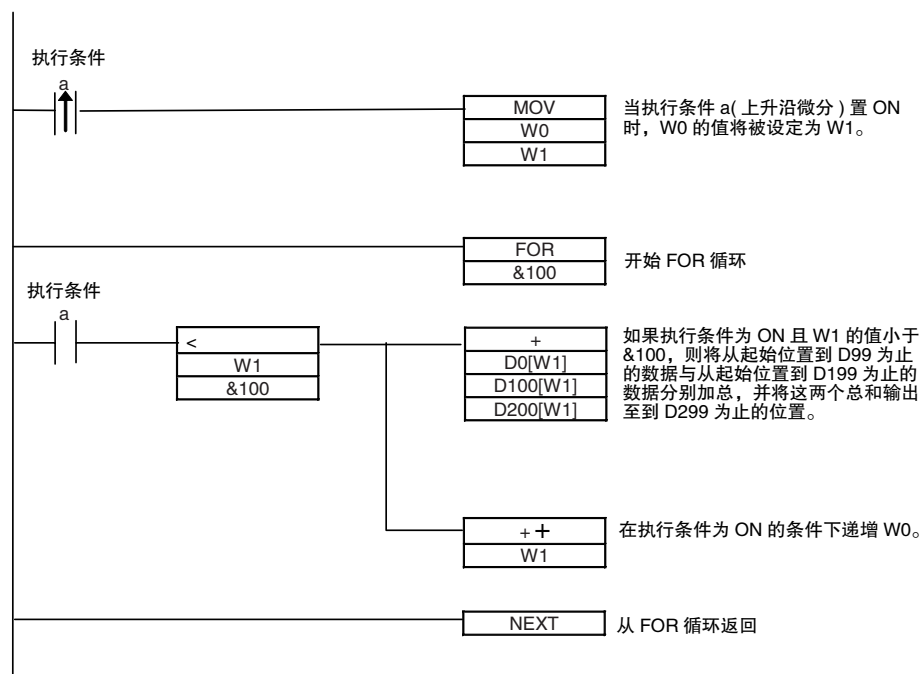 执行条件
a
MOV
W0
W1
当执行条件 a( 上升沿微分 ) 置 ON
时，W0 的值将被设定为 W1。
FOR
&100
开始 FOR 循环
执行条件
a
<
W1
&100
+
D0[W1]
D100[W1]
D200[W1]
如果执行条件为 ON 且 W1 的值小于
&100，则将从起始位置到 D99 为止
的数据与从起始位置到 D199 为止的
数据分别加总，并将这两个总和输出
至到 D299 为止的位置。
++
W1
在执行条件为 ON 的条件下递增 W0。
NEXT
从 FOR 循环返回